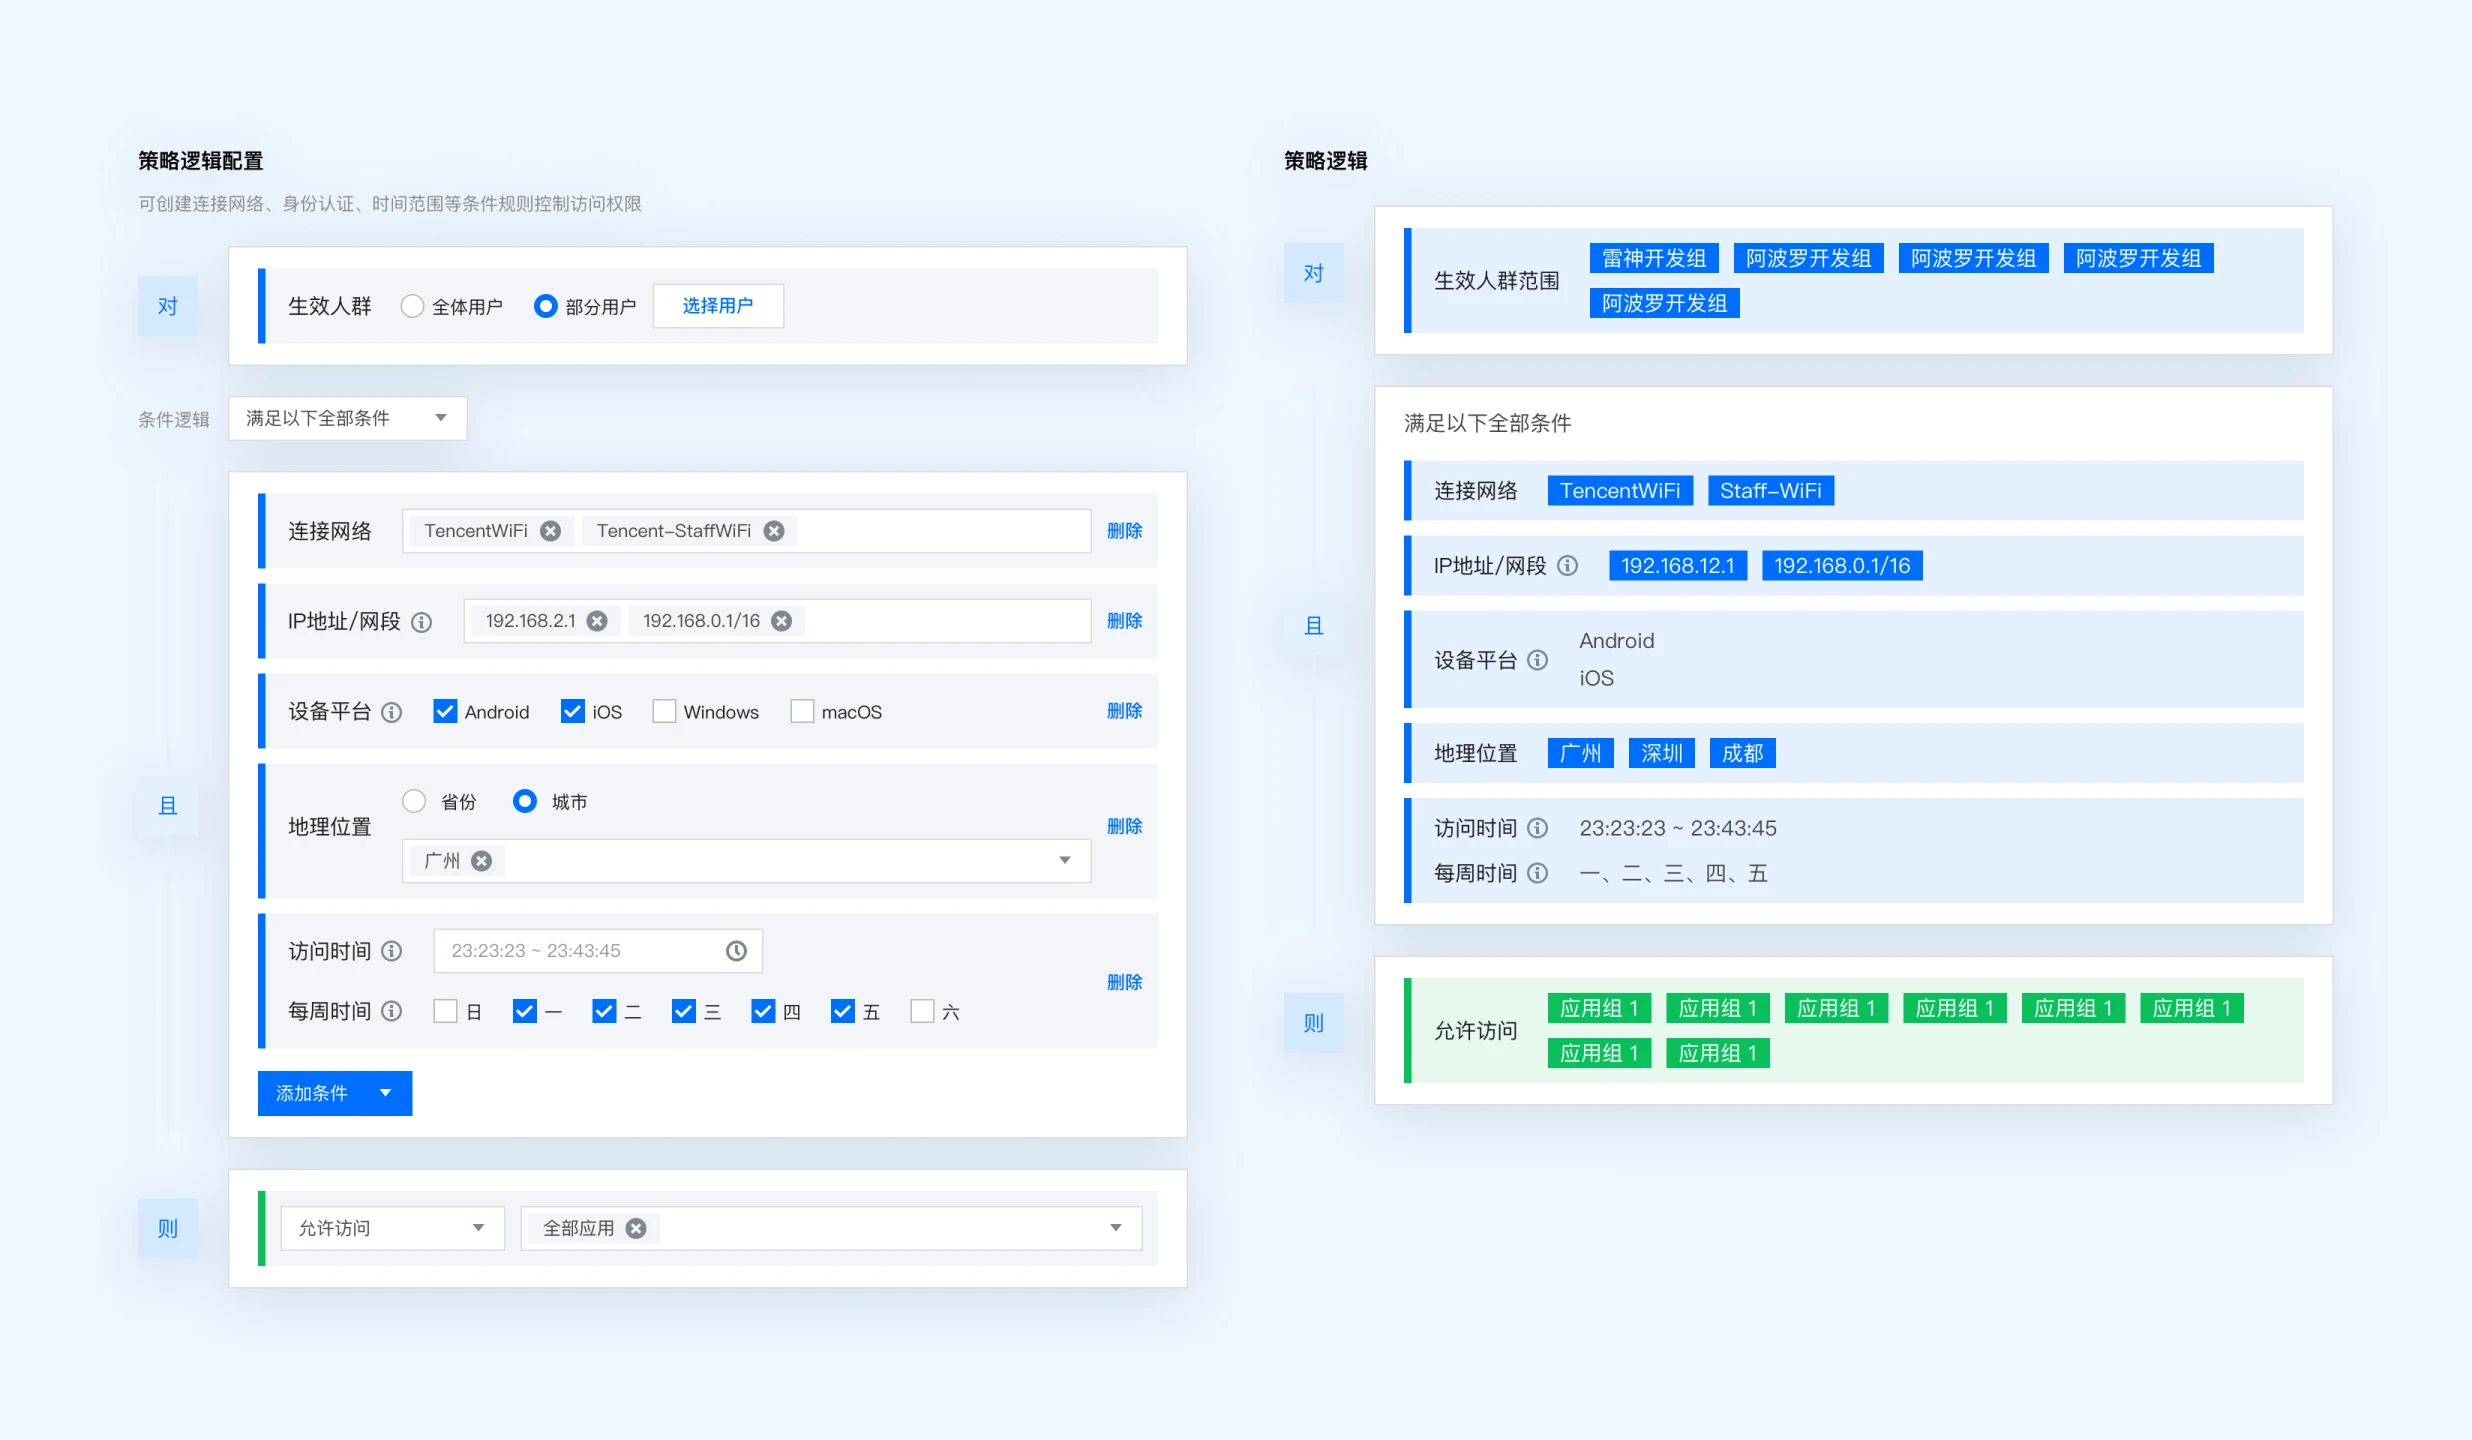 策略逻辑配置
可创建连接网络、身份认证、时间范围等条件规则控制访问权限
对
生效人群 全体用户 部分用户 选择用户
条件逻辑 满足以下全部条件
且
连接网络 TencentWiFi Tencent-StaffWiFi 删除
IP地址/网段 192.168.2.1 192.168.0.1/16 删除
设备平台 Android iOS Windows macOS 删除
地理位置 省份 城市
广州 删除
访问时间 23:23:23 ~ 23:43:45
每周时间 日 一 二 三 四 五 六 删除
添加条件
则
允许访问 全部应用
策略逻辑
对
生效人群范围 雷神开发组 阿波罗开发组 阿波罗开发组 阿波罗开发组
阿波罗开发组
且
满足以下全部条件
连接网络 TencentWiFi Staff-WiFi
IP地址/网段 192.168.12.1 192.168.0.1/16
设备平台 Android
iOS
地理位置 广州 深圳 成都
访问时间 23:23:23 ~ 23:43:45
每周时间 一、二、三、四、五
则
允许访问 应用组 1 应用组 1 应用组 1 应用组 1 应用组 1 应用组 1
应用组 1 应用组 1